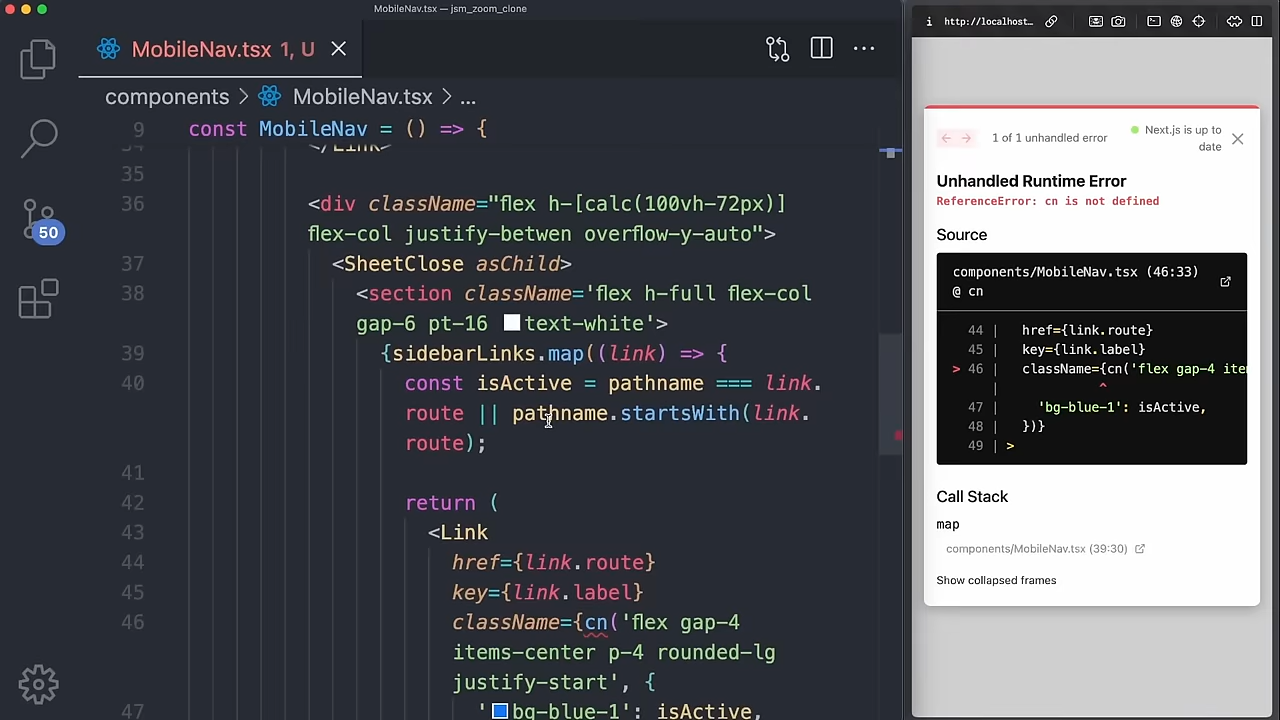 MobileNav.tsx — jsm_zoom_clone
MobileNav.tsx 1, U
components > MobileNav.tsx > ...
9 const MobileNav = () => {
34 </Link>
35
36 <div className="flex h-[calc(100vh-72px)]
flex-col justify-betwen overflow-y-auto">
37 <SheetClose asChild>
38 <section className='flex h-full flex-col
gap-6 pt-16 text-white'>
39 {sidebarLinks.map((link) => {
40 const isActive = pathname === link.
route || pathname.startsWith(link.
route);
41
42 return (
43 <Link
44 href={link.route}
45 key={link.label}
46 className={cn('flex gap-4
items-center p-4 rounded-lg
justify-start', {
47 'bg-blue-1': isActive,
50
http://localhost…
1 of 1 unhandled error
Next.js is up to
date
Unhandled Runtime Error
ReferenceError: cn is not defined
Source
components/MobileNav.tsx (46:33)
@ cn
44 | href={link.route}
45 | key={link.label}
> 46 | className={cn('flex gap-4 ite
| ^
47 | 'bg-blue-1': isActive,
48 | })}
49 | >
Call Stack
map
components/MobileNav.tsx (39:30)
Show collapsed frames